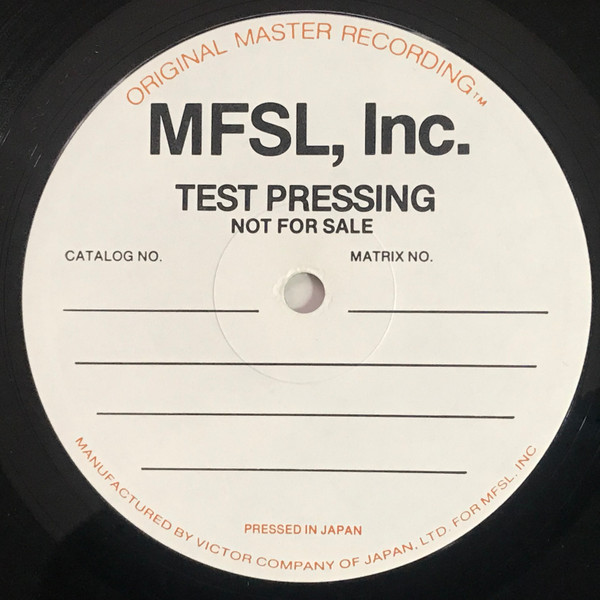 ORIGINAL MASTER RECORDING™
MFSL, Inc.
TEST PRESSING
NOT FOR SALE
CATALOG NO. MATRIX NO.
PRESSED IN JAPAN
MANUFACTURED BY VICTOR COMPANY OF JAPAN, LTD. FOR MFSL, INC